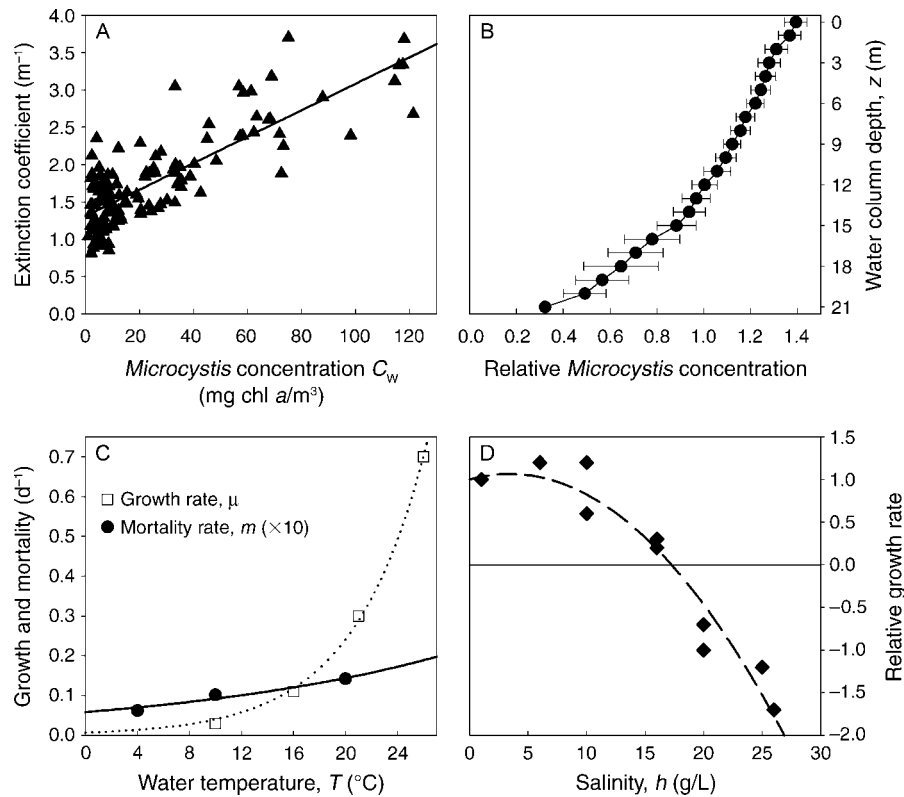 A
4.0
3.5
3.0
2.5
2.0
1.5
1.0
0.5
0.0
Extinction coefficient (m⁻¹)
0 20 40 60 80 100 120
Microcystis concentration C_W
(mg chl a/m³)
B
0
3
6
9
12
15
18
21
Water column depth, z (m)
0.0 0.2 0.4 0.6 0.8 1.0 1.2 1.4
Relative Microcystis concentration
C
0.7
0.6
0.5
0.4
0.3
0.2
0.1
0.0
Growth and mortality (d⁻¹)
Growth rate, μ
Mortality rate, m (×10)
0 4 8 12 16 20 24
Water temperature, T (°C)
D
1.5
1.0
0.5
0.0
−0.5
−1.0
−1.5
−2.0
Relative growth rate
0 5 10 15 20 25 30
Salinity, h (g/L)